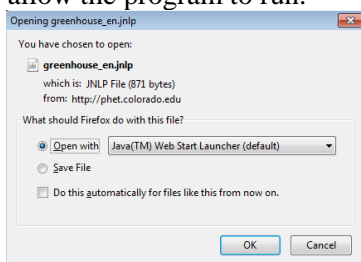 allow the program to run.
Opening greenhouse_en.jnlp
You have chosen to open:
greenhouse_en.jnlp
which is: JNLP File (871 bytes)
from: http://phet.colorado.edu
What should Firefox do with this file?
Open with Java(TM) Web Start Launcher (default)
Save File
Do this automatically for files like this from now on.
OK Cancel